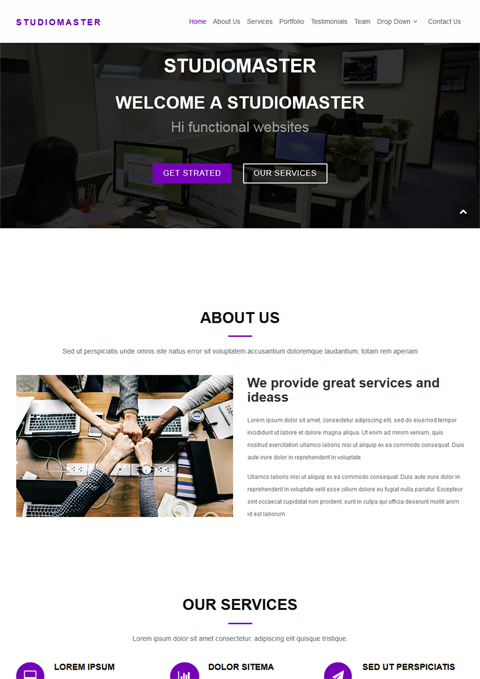 STUDIOMASTER
Home About Us Services Portfolio Testimonials Team Drop Down Contact Us
STUDIOMASTER
WELCOME A STUDIOMASTER
Hi functional websites
GET STRATED OUR SERVICES
ABOUT US
Sed ut perspiciatis unde omnis iste natus error sit voluptatem accusantium doloremque laudantium, totam rem aperiam
We provide great services and
ideass
Lorem ipsum dolor sit amet, consectetur adipiscing elit, sed do eiusmod tempor
incididunt ut labore et dolore magna aliqua. Ut enim ad minim veniam, quis
nostrud exercitation ullamco laboris nisi ut aliquip ex ea commodo consequat. Duis
aute irure dolor in reprehenderit in voluptate
Ullamco laboris nisi ut aliquip ex ea commodo consequat. Duis aute irure dolor in
reprehenderit in voluptate velit esse cillum dolore eu fugiat nulla pariatur. Excepteur
sint occaecat cupidatat non proident, sunt in culpa qui officia deserunt mollit anim
id est laborum
OUR SERVICES
Lorem ipsum dolor sit amet consectetur, adipiscing elit quisque tristique.
LOREM IPSUM DOLOR SITEMA SED UT PERSPICIATIS